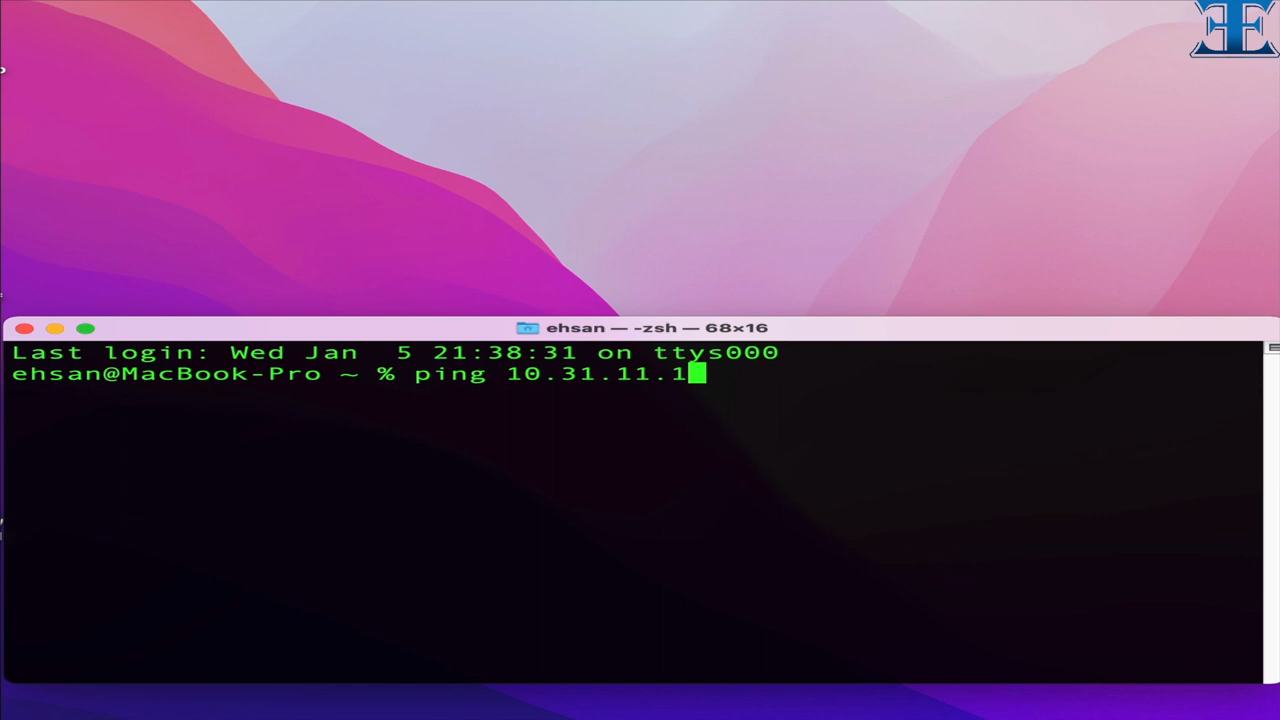 ehsan — -zsh — 68×16
Last login: Wed Jan  5 21:38:31 on ttys000
ehsan@MacBook-Pro ~ % ping 10.31.11.1